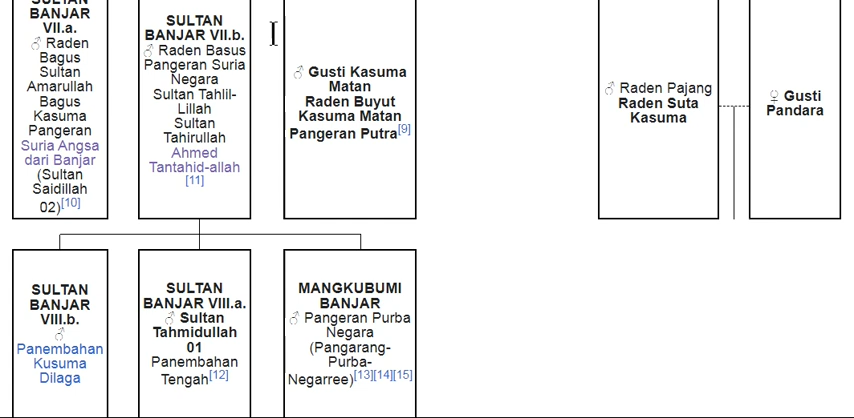 SULTAN
BANJAR
VII.a.
♂ Raden
Bagus
Sultan
Amarullah
Bagus
Kasuma
Pangeran
Suria Angsa
dari Banjar
(Sultan
Saidillah
02)[10]
SULTAN
BANJAR VII.b.
♂ Raden Basus
Pangeran Suria
Negara
Sultan Tahlil-
Lillah
Sultan
Tahirullah
Ahmed
Tantahid-allah
[11]
♂ Gusti Kasuma
Matan
Raden Buyut
Kasuma Matan
Pangeran Putra[9]
♂ Raden Pajang
Raden Suta
Kasuma
♀ Gusti
Pandara
SULTAN
BANJAR
VIII.b.
♂
Panembahan
Kusuma
Dilaga
SULTAN
BANJAR VIII.a.
♂ Sultan
Tahmidullah
01
Panembahan
Tengah[12]
MANGKUBUMI
BANJAR
♂ Pangeran Purba
Negara
(Pangarang-
Purba-
Negarree)[13][14][15]